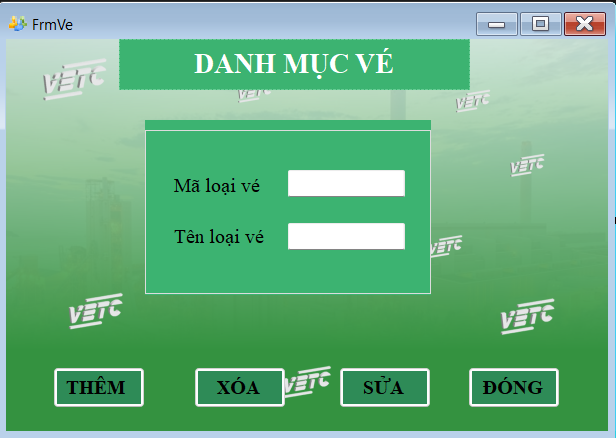 FrmVe
DANH MỤC VÉ
VETC
VETC
VETC
VETC
Mã loại vé
Tên loại vé
VETC
VETC
VETC
THÊM XÓA VETC SỬA ĐÓNG